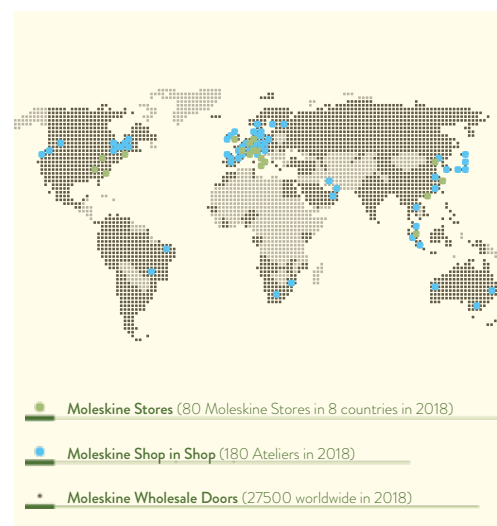 Moleskine Stores (80 Moleskine Stores in 8 countries in 2018)
Moleskine Shop in Shop (180 Ateliers in 2018)
Moleskine Wholesale Doors (27500 worldwide in 2018)